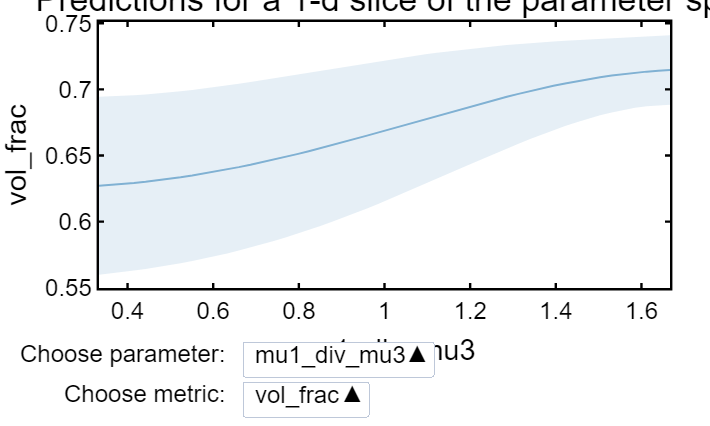 Predictions for a 1-d slice of the parameter sp
0.75
0.7
vol_frac
0.65
0.6
0.55
0.4 0.6 0.8 1 1.2 1.4 1.6
mu3
Choose parameter: mu1_div_mu3▲
Choose metric: vol_frac▲